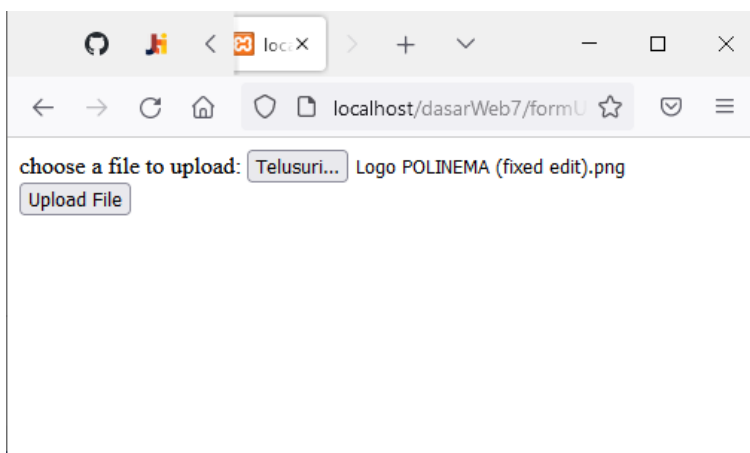 loc
localhost/dasarWeb7/formU
choose a file to upload: Telusuri... Logo POLINEMA (fixed edit).png
Upload File